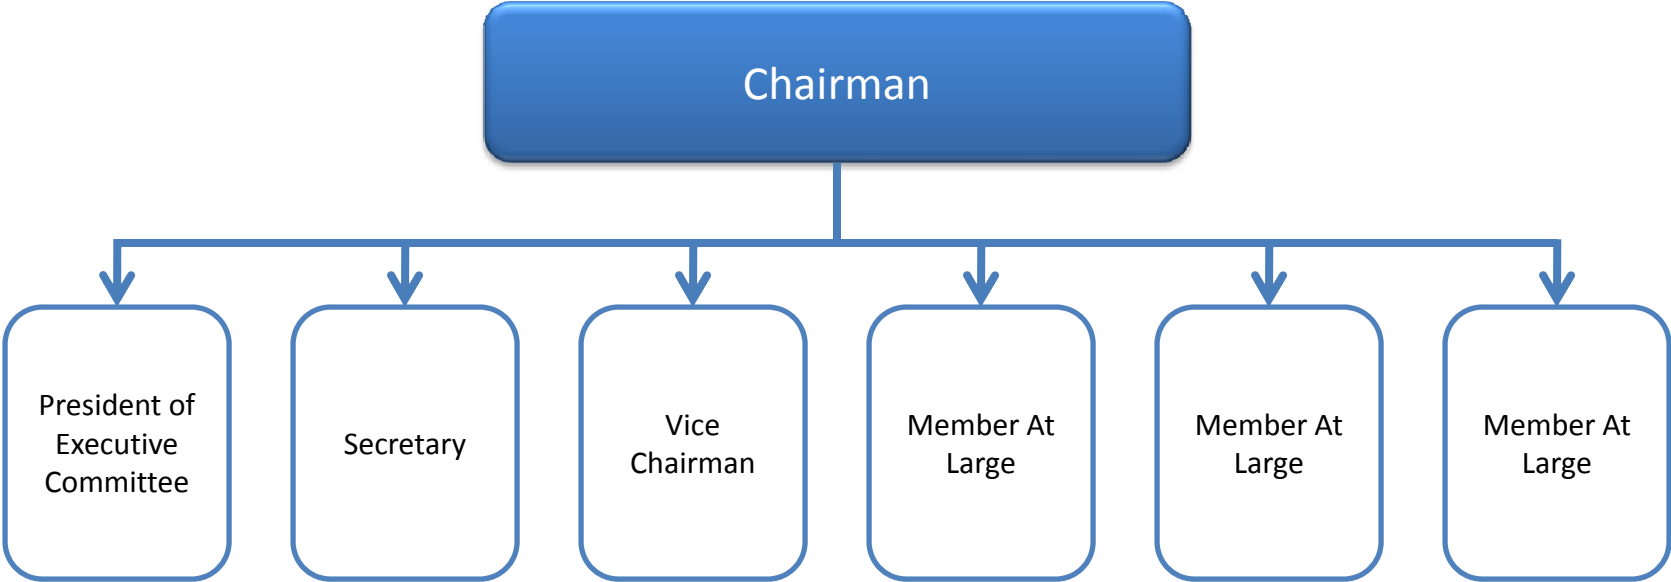 Chairman
President of
Executive
Committee
Secretary
Vice
Chairman
Member At
Large
Member At
Large
Member At
Large